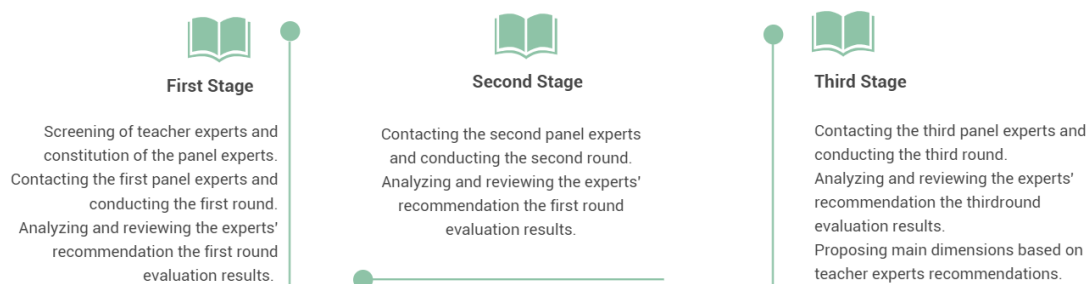 First Stage
Screening of teacher experts and
constitution of the panel experts.
Contacting the first panel experts and
conducting the first round.
Analyzing and reviewing the experts'
recommendation the first round
evaluation results.
Second Stage
Contacting the second panel experts
and conducting the second round.
Analyzing and reviewing the experts'
recommendation the first round
evaluation results.
Third Stage
Contacting the third panel experts and
conducting the third round.
Analyzing and reviewing the experts'
recommendation the thirdround
evaluation results.
Proposing main dimensions based on
teacher experts recommendations.